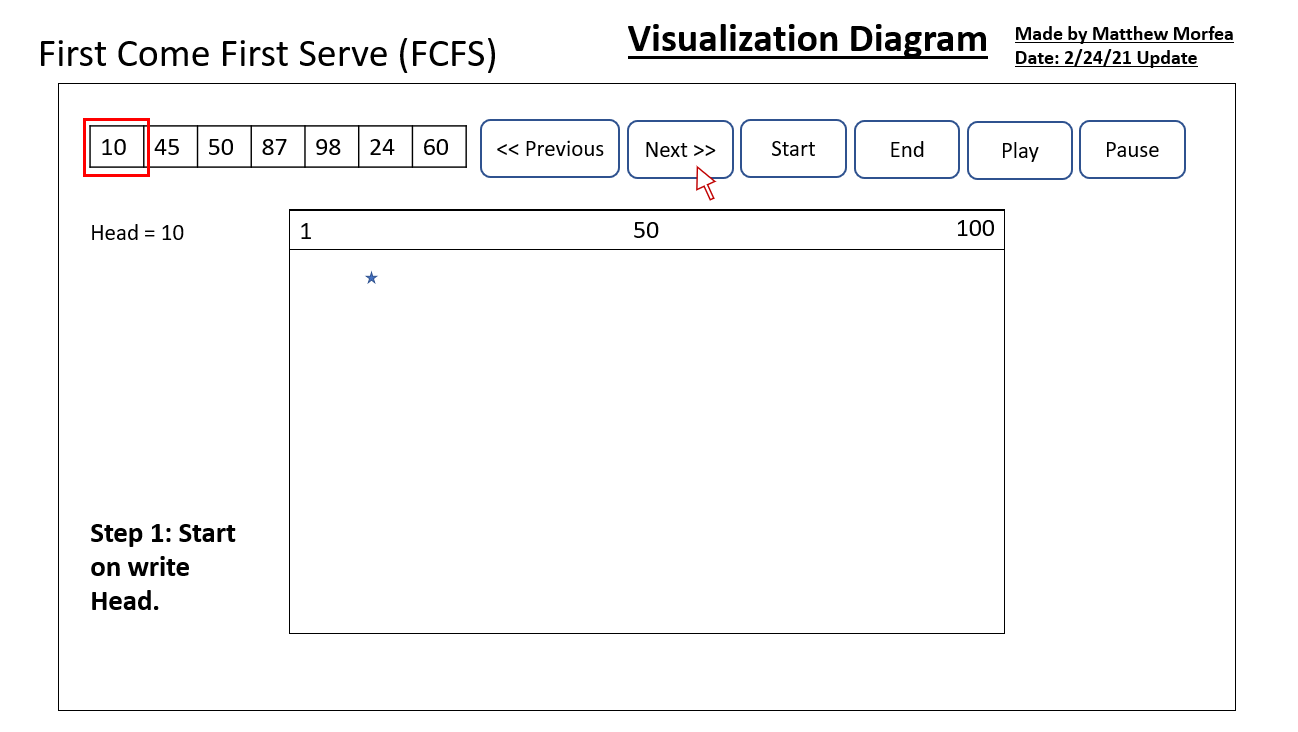 First Come First Serve (FCFS)
Visualization Diagram
Made by Matthew Morfea
Date: 2/24/21 Update
10 45 50 87 98 24 60
<< Previous
Next >>
Start
End
Play
Pause
Head = 10
1 50 100
Step 1: Start
on write
Head.